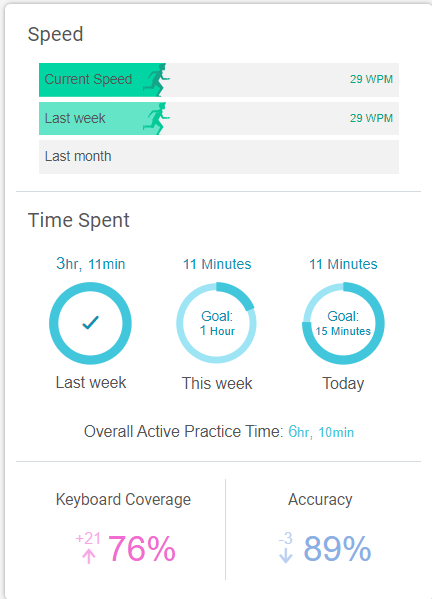 Speed
Current Speed 29 WPM
Last week 29 WPM
Last month
Time Spent
3hr, 11min 11 Minutes 11 Minutes
Goal: Goal:
1 Hour 15 Minutes
Last week This week Today
Overall Active Practice Time: 6hr, 10min
Keyboard Coverage Accuracy
+21 76% -3 89%